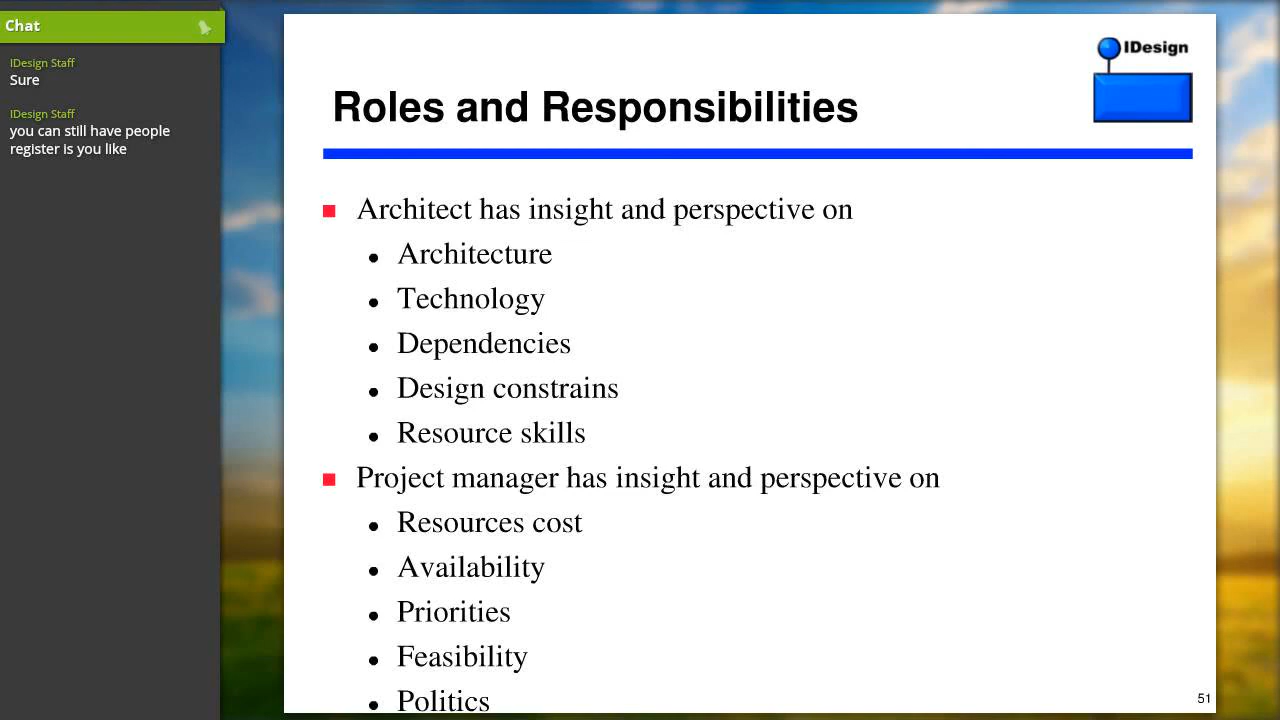 Chat
IDesign Staff
Sure
IDesign Staff
you can still have people
register is you like
IDesign
Roles and Responsibilities
Architect has insight and perspective on
Architecture
Technology
Dependencies
Design constrains
Resource skills
Project manager has insight and perspective on
Resources cost
Availability
Priorities
Feasibility
Politics
51